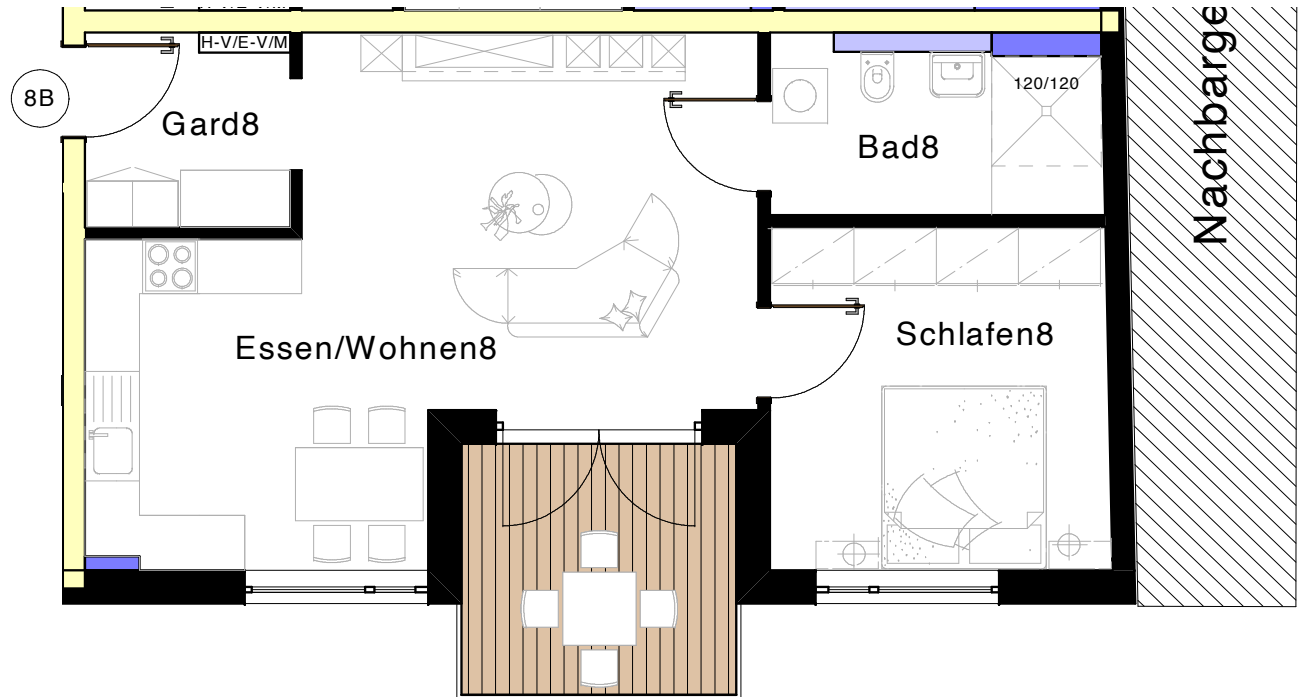 H-V/E-V/M
8B
Gard8
120/120
Bad8
Nachbarge
Essen/Wohnen8
Schlafen8